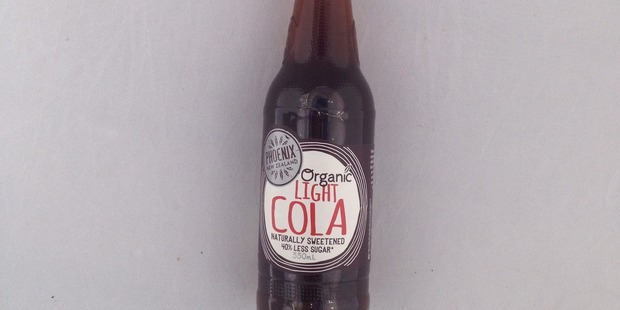 PHOENIX
NEW ZEALAND
Organic
LIGHT
COLA
NATURALLY SWEETENED
40% LESS SUGAR*
330mL